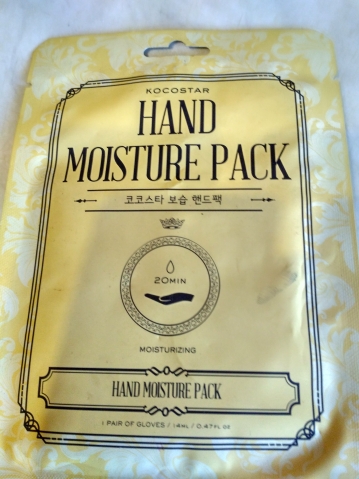 KOCOSTAR
HAND
MOISTURE PACK
코코스타 보습 핸드팩
20MIN
MOISTURIZING
HAND MOISTURE PACK
1 PAIR OF GLOVES / 14ML / 0.47FL OZ